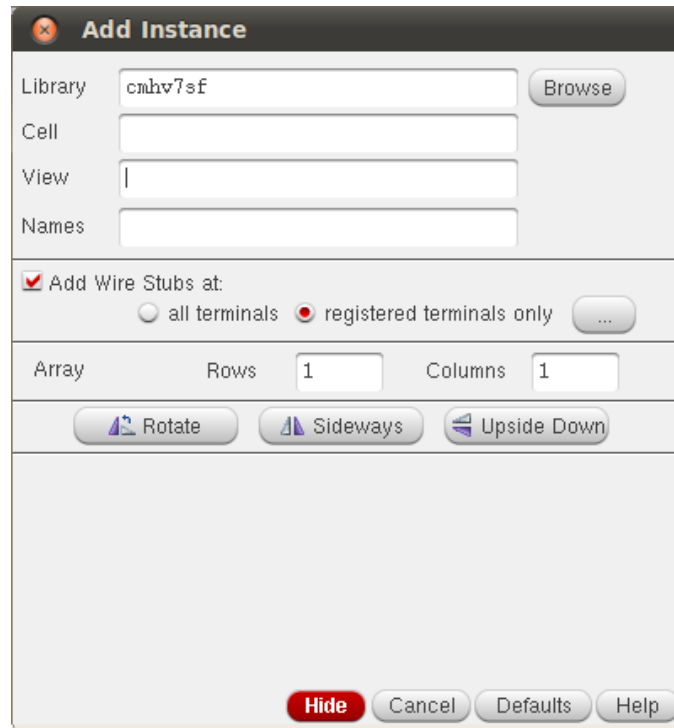 Add Instance
Library cmhv7sf Browse
Cell
View
Names
Add Wire Stubs at:
all terminals registered terminals only ...
Array Rows 1 Columns 1
Rotate Sideways Upside Down
Hide Cancel Defaults Help